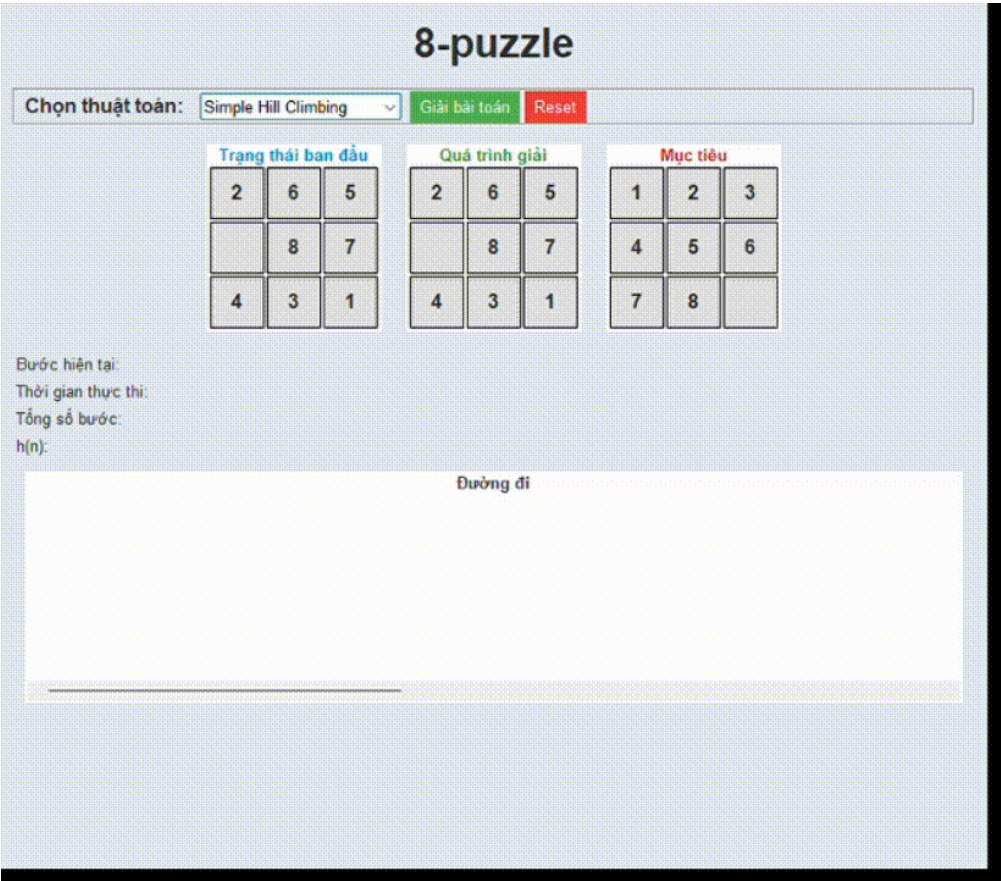 8-puzzle
Chọn thuật toán: Simple Hill Climbing Giải bài toán Reset
Trạng thái ban đầu Quá trình giải Mục tiêu
2 6 5 2 6 5 1 2 3
8 7 8 7 4 5 6
4 3 1 4 3 1 7 8
Bước hiện tại:
Thời gian thực thi:
Tổng số bước:
h(n):
Đường đi